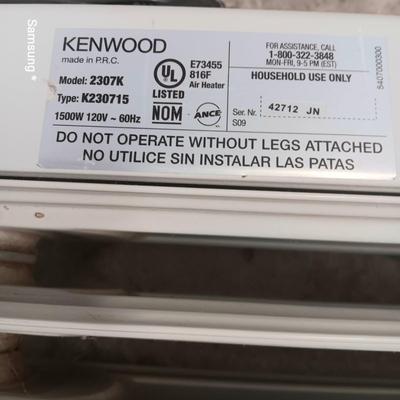 KENWOOD
made in P.R.C.
Model: 2307K
Type: K230715
1500W 120V ~ 60Hz
UL
LISTED
NOM
E73455
816F
Air Heater
ANCE
FOR ASSISTANCE, CALL
1-800-322-3848
MON-FRI, 9-5 PM (EST)
HOUSEHOLD USE ONLY
Ser. Nr. 42712 JN
S09
5407000300
DO NOT OPERATE WITHOUT LEGS ATTACHED
NO UTILICE SIN INSTALAR LAS PATAS
Samsung